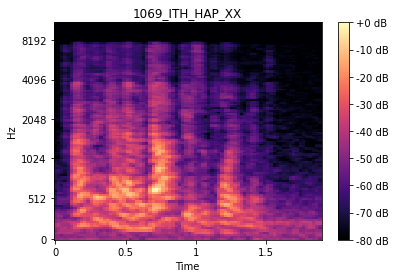 1069_ITH_HAP_XX
+0 dB
8192
-10 dB
-20 dB
4096
-30 dB
2048
Hz
-40 dB
1024
-50 dB
-60 dB
512
-70 dB
0
-80 dB
0
0.5
1
1.5
Time